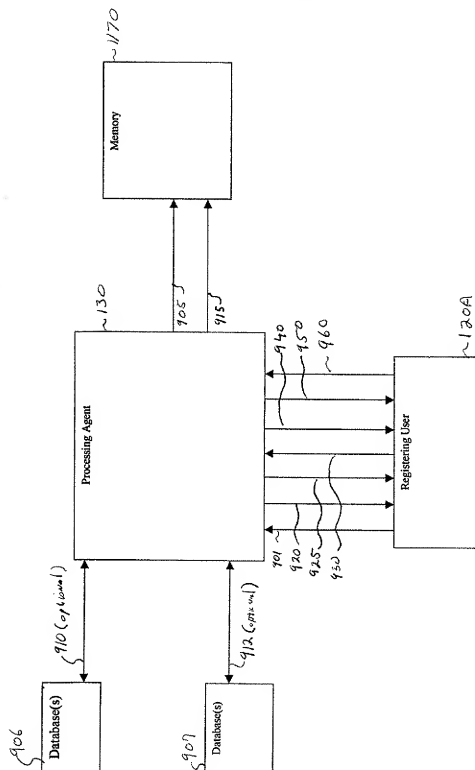 1170
Memory
905
915
130
Processing Agent
940
950
960
120A
Registering User
901
920
925
930
910 (optional)
912 (optional)
906
Database(s)
907
Database(s)